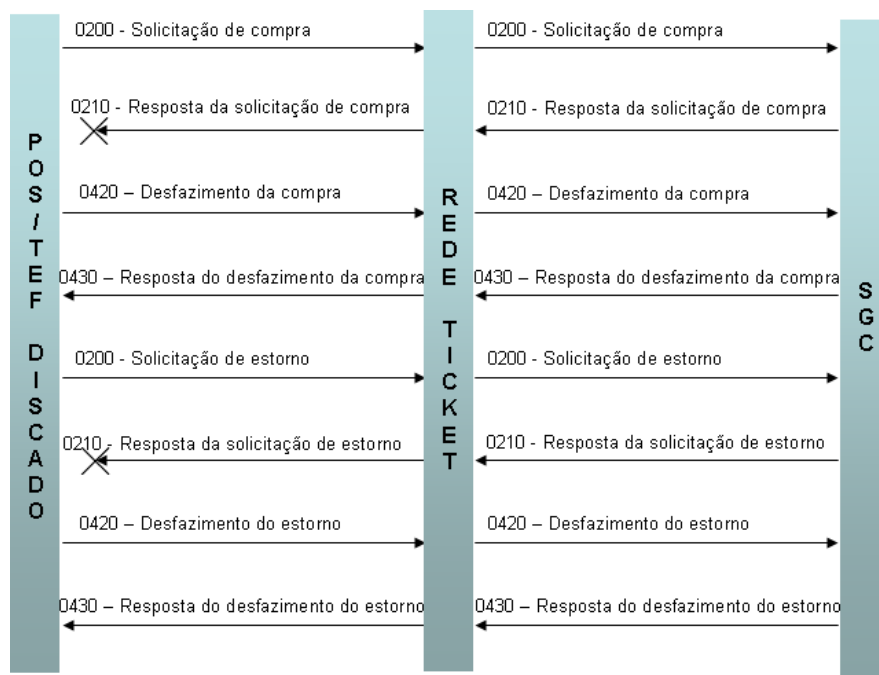 0200 - Solicitação de compra
0200 - Solicitação de compra
0210 - Resposta da solicitação de compra
0210 - Resposta da solicitação de compra
0420 – Desfazimento da compra
0420 – Desfazimento da compra
0430 – Resposta do desfazimento da compra
0430 – Resposta do desfazimento da compra
0200 - Solicitação de estorno
0200 - Solicitação de estorno
0210 - Resposta da solicitação de estorno
0210 - Resposta da solicitação de estorno
0420 – Desfazimento do estorno
0420 – Desfazimento do estorno
0430 – Resposta do desfazimento do estorno
0430 – Resposta do desfazimento do estorno
POS/TEF DISCADO
REDE TICKET
SGC